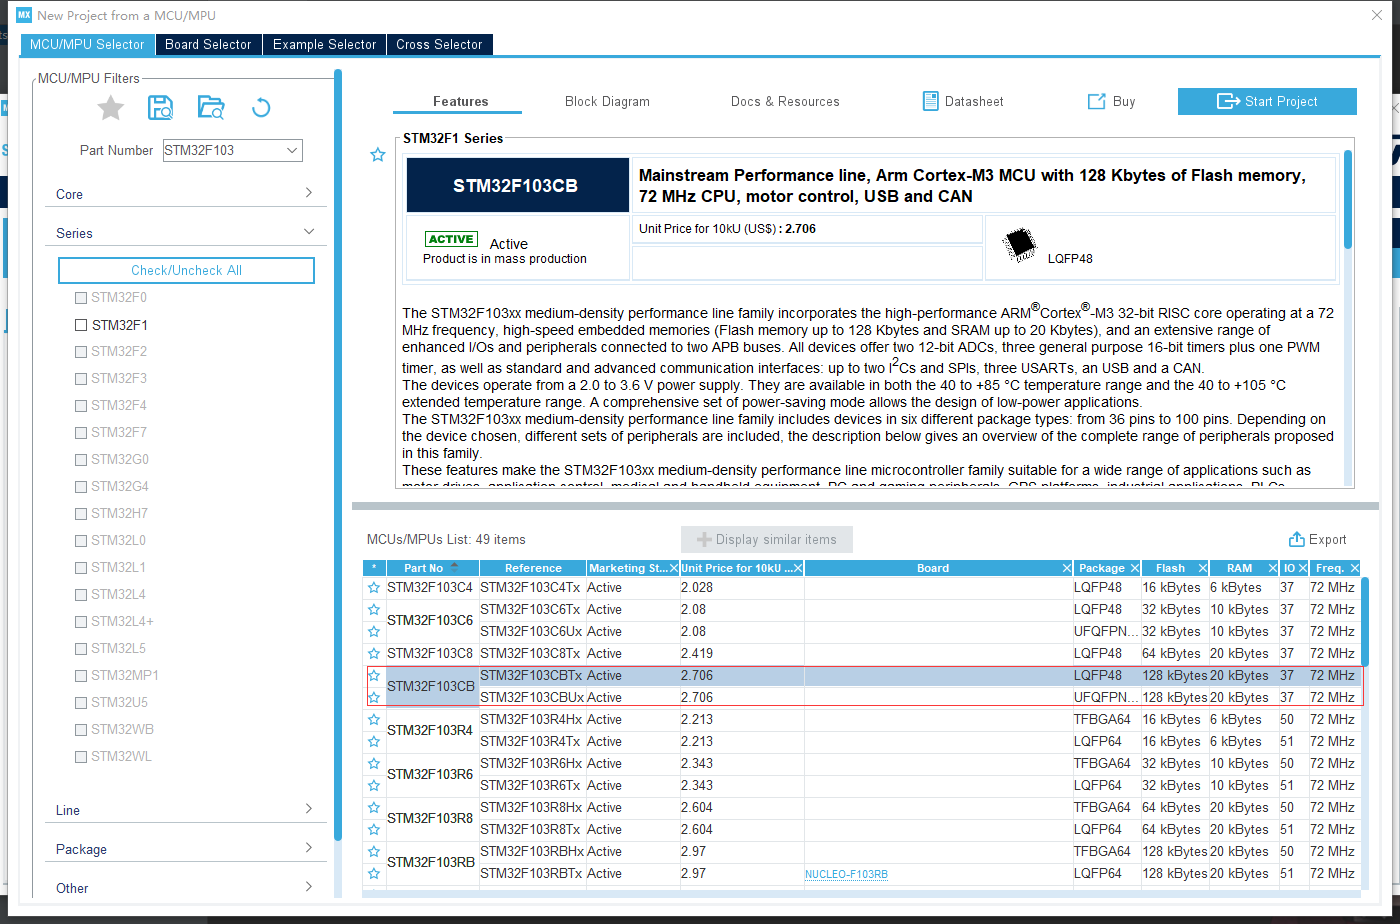 MX New Project from a MCU/MPU
MCU/MPU Selector Board Selector Example Selector Cross Selector
MCU/MPU Filters
Part Number STM32F103
Core
Series
Check/Uncheck All
STM32F0
STM32F1
STM32F2
STM32F3
STM32F4
STM32F7
STM32G0
STM32G4
STM32H7
STM32L0
STM32L1
STM32L4
STM32L4+
STM32L5
STM32MP1
STM32U5
STM32WB
STM32WL
Line
Package
Other
Features Block Diagram Docs & Resources Datasheet Buy Start Project
STM32F1 Series
STM32F103CB
Mainstream Performance line, Arm Cortex-M3 MCU with 128 Kbytes of Flash memory,
72 MHz CPU, motor control, USB and CAN
ACTIVE Active
Product is in mass production
Unit Price for 10kU (US$) : 2.706
LQFP48
The STM32F103xx medium-density performance line family incorporates the high-performance ARM®Cortex®-M3 32-bit RISC core operating at a 72
MHz frequency, high-speed embedded memories (Flash memory up to 128 Kbytes and SRAM up to 20 Kbytes), and an extensive range of
enhanced I/Os and peripherals connected to two APB buses. All devices offer two 12-bit ADCs, three general purpose 16-bit timers plus one PWM
timer, as well as standard and advanced communication interfaces: up to two I2Cs and SPIs, three USARTs, an USB and a CAN.
The devices operate from a 2.0 to 3.6 V power supply. They are available in both the 40 to +85 °C temperature range and the 40 to +105 °C
extended temperature range. A comprehensive set of power-saving mode allows the design of low-power applications.
The STM32F103xx medium-density performance line family includes devices in six different package types: from 36 pins to 100 pins. Depending on
the device chosen, different sets of peripherals are included, the description below gives an overview of the complete range of peripherals proposed
in this family.
These features make the STM32F103xx medium-density performance line microcontroller family suitable for a wide range of applications such as
motor drives, application control, medical and handheld equipment, PC and gaming peripherals, GPS platforms, industrial applications, PLCs,
MCUs/MPUs List: 49 items Display similar items Export
* Part No Reference Marketing St... Unit Price for 10kU ... Board Package Flash RAM IO Freq.
STM32F103C4 STM32F103C4Tx Active 2.028 LQFP48 16 kBytes 6 kBytes 37 72 MHz
STM32F103C6 STM32F103C6Tx Active 2.08 LQFP48 32 kBytes 10 kBytes 37 72 MHz
STM32F103C6Ux Active 2.08 UFQFPN... 32 kBytes 10 kBytes 37 72 MHz
STM32F103C8 STM32F103C8Tx Active 2.419 LQFP48 64 kBytes 20 kBytes 37 72 MHz
STM32F103CB STM32F103CBTx Active 2.706 LQFP48 128 kBytes 20 kBytes 37 72 MHz
STM32F103CBUx Active 2.706 UFQFPN... 128 kBytes 20 kBytes 37 72 MHz
STM32F103R4 STM32F103R4Hx Active 2.213 TFBGA64 16 kBytes 6 kBytes 50 72 MHz
STM32F103R4Tx Active 2.213 LQFP64 16 kBytes 6 kBytes 51 72 MHz
STM32F103R6 STM32F103R6Hx Active 2.343 TFBGA64 32 kBytes 10 kBytes 50 72 MHz
STM32F103R6Tx Active 2.343 LQFP64 32 kBytes 10 kBytes 51 72 MHz
STM32F103R8 STM32F103R8Hx Active 2.604 TFBGA64 64 kBytes 20 kBytes 50 72 MHz
STM32F103R8Tx Active 2.604 LQFP64 64 kBytes 20 kBytes 51 72 MHz
STM32F103RB STM32F103RBHx Active 2.97 TFBGA64 128 kBytes 20 kBytes 50 72 MHz
STM32F103RBTx Active 2.97 NUCLEO-F103RB LQFP64 128 kBytes 20 kBytes 51 72 MHz